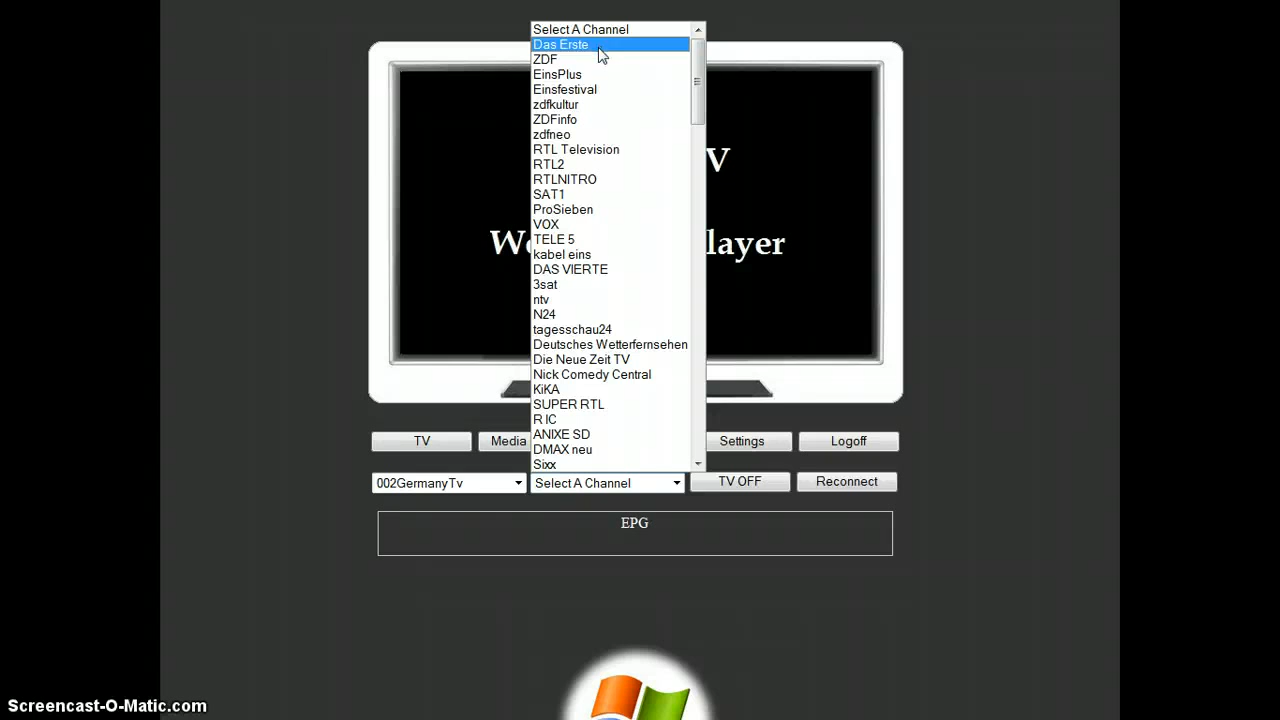 Select A Channel
Das Erste
ZDF
EinsPlus
Einsfestival
zdfkultur
ZDFinfo
zdfneo
RTL Television
V
RTL2
RTLNITRO
SAT1
ProSieben
VOX
TELE 5
We layer
kabel eins
DAS VIERTE
3sat
ntv
N24
tagesschau24
Deutsches Wetterfernsehen
Die Neue Zeit TV
Nick Comedy Central
KiKA
SUPER RTL
R IC
ANIXE SD
DMAX neu
Sixx
TV Media Settings Logoff
002GermanyTv Select A Channel TV OFF Reconnect
EPG
Screencast-O-Matic.com